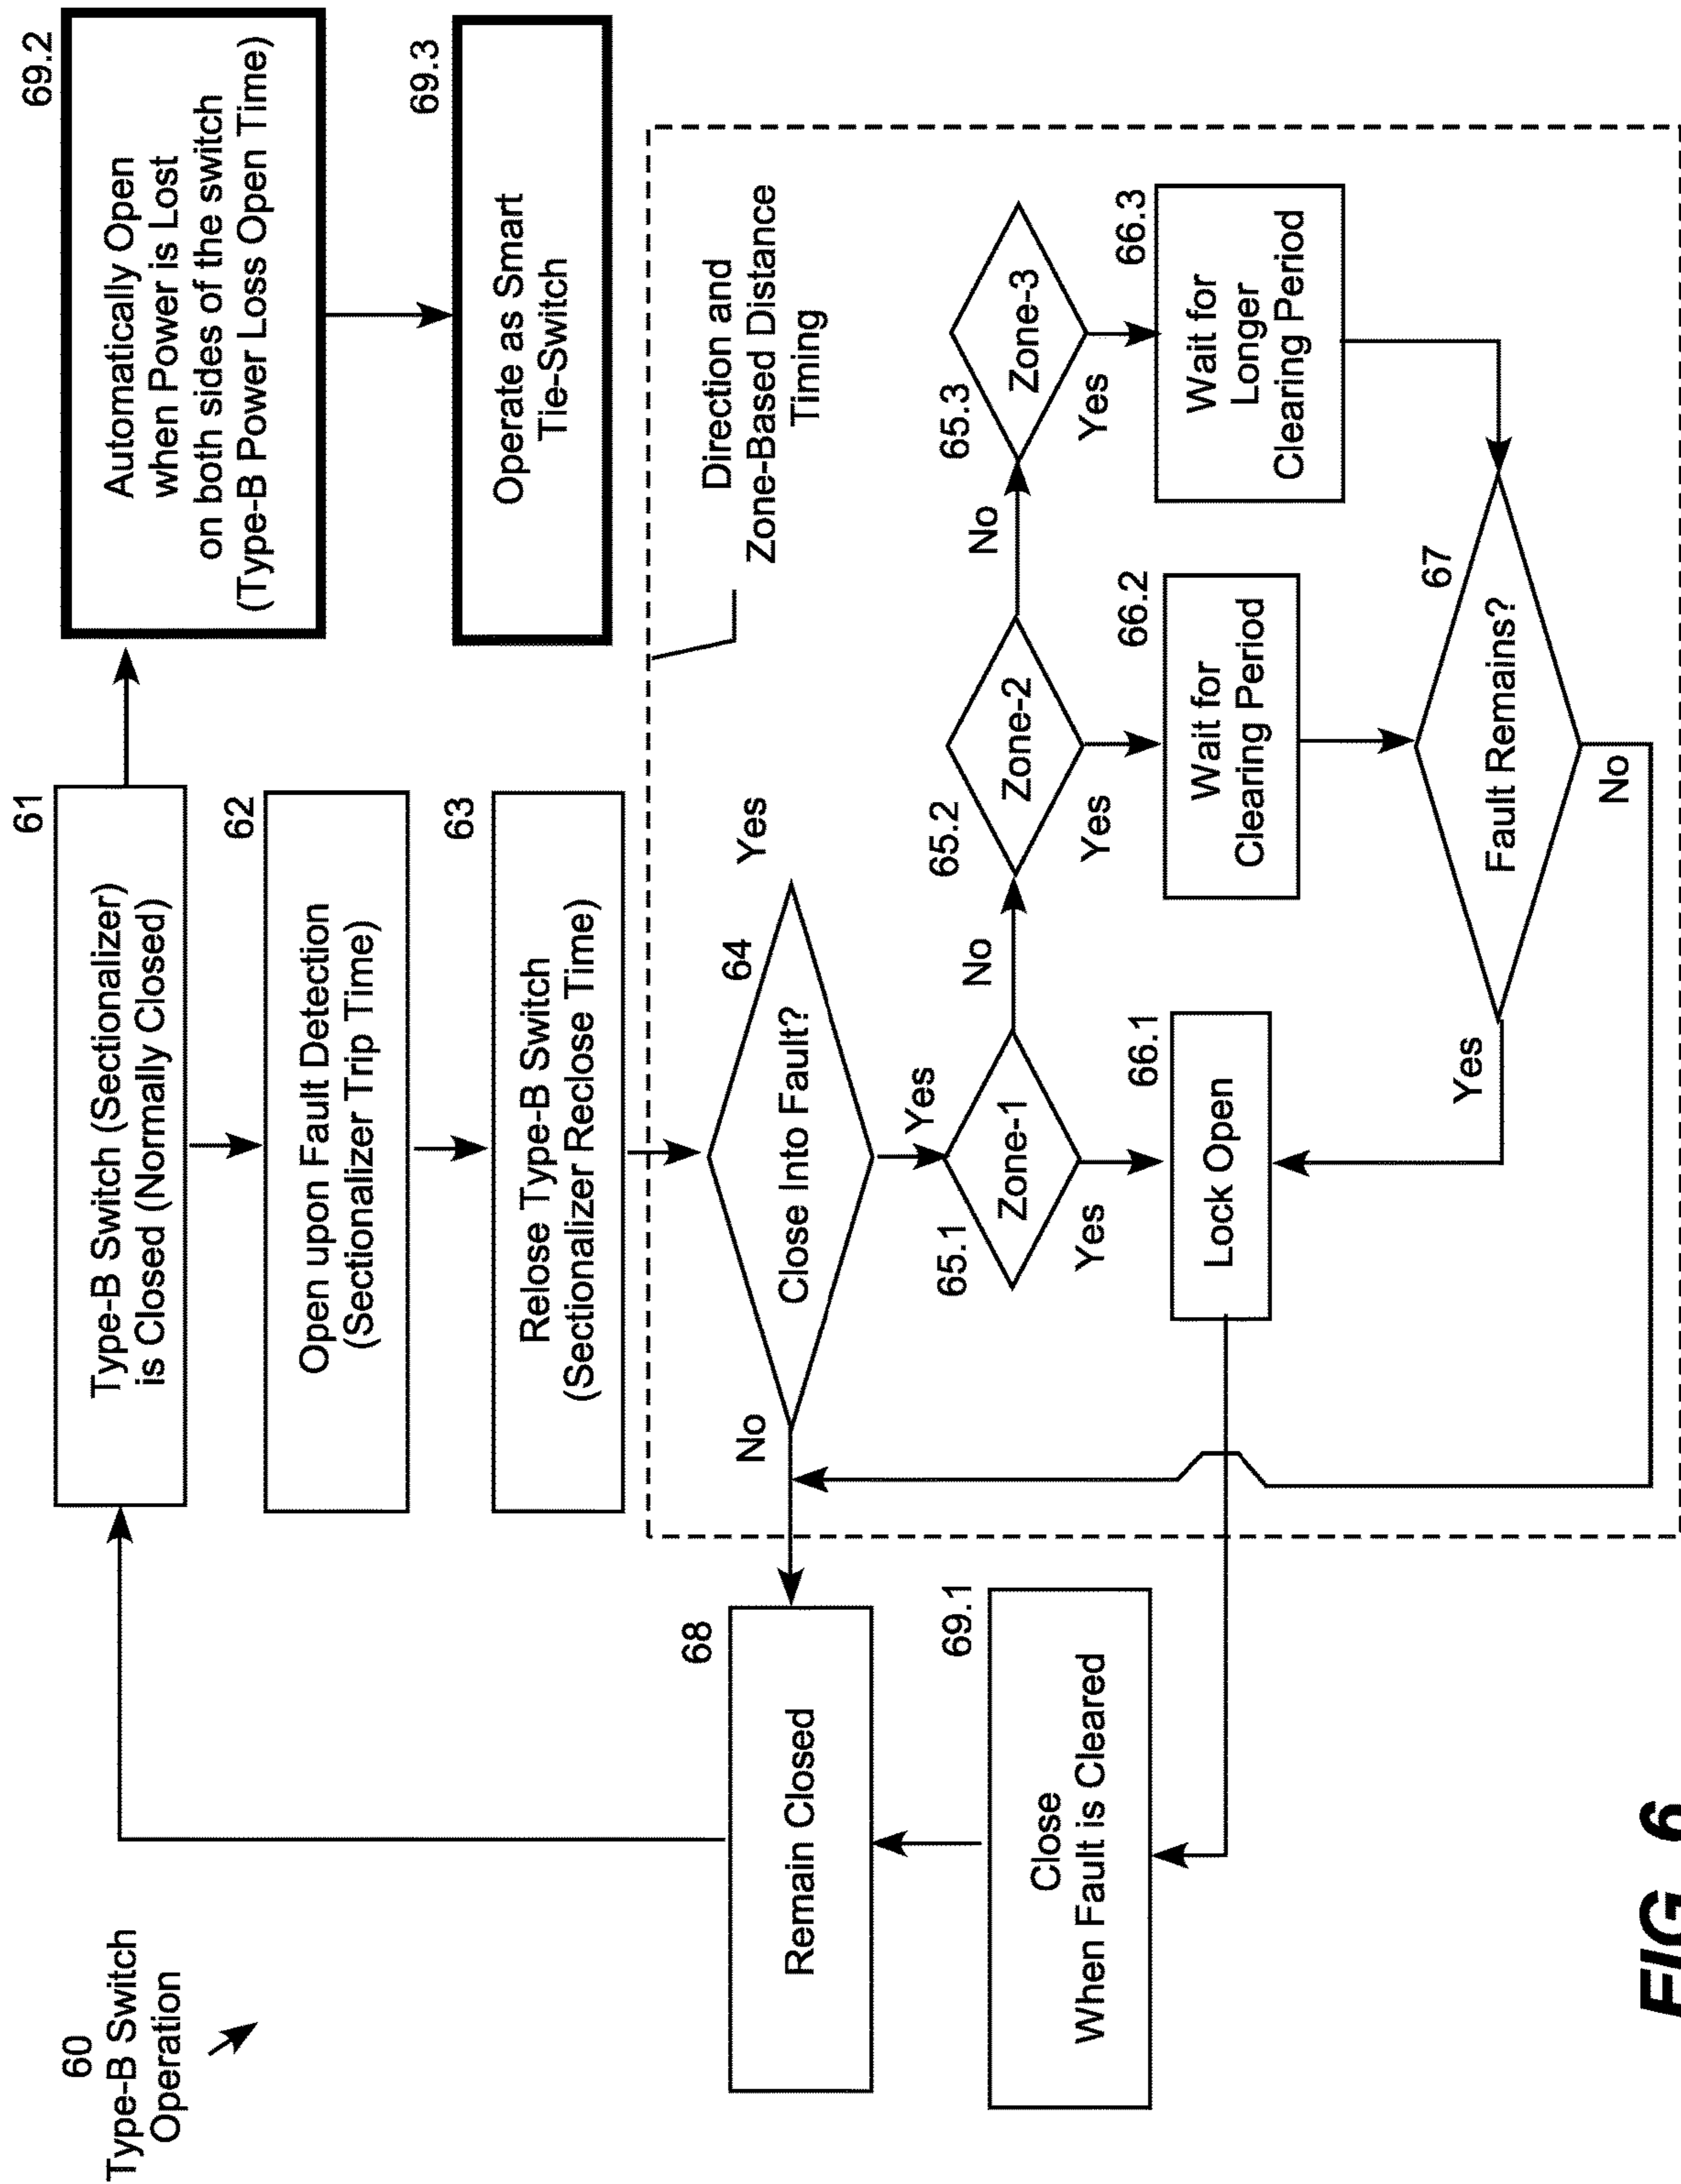 60
Type-B Switch
Operation
61
Type-B Switch (Sectionalizer)
is Closed (Normally Closed)
62
Open upon Fault Detection
(Sectionalizer Trip Time)
63
Relose Type-B Switch
(Sectionalizer Reclose Time)
69.2
Automatically Open
when Power is Lost
on both sides of the switch
(Type-B Power Loss Open Time)
69.3
Operate as Smart
Tie-Switch
Direction and
Zone-Based Distance
Timing
64
Close Into Fault?
No
Yes
Yes
65.1
Zone-1
Yes
No
65.2
Zone-2
Yes
No
65.3
Zone-3
Yes
66.1
Lock Open
66.2
Wait for
Clearing Period
66.3
Wait for
Longer
Clearing Period
67
Fault Remains?
Yes
No
68
Remain Closed
69.1
Close
When Fault is Cleared
FIG. 6